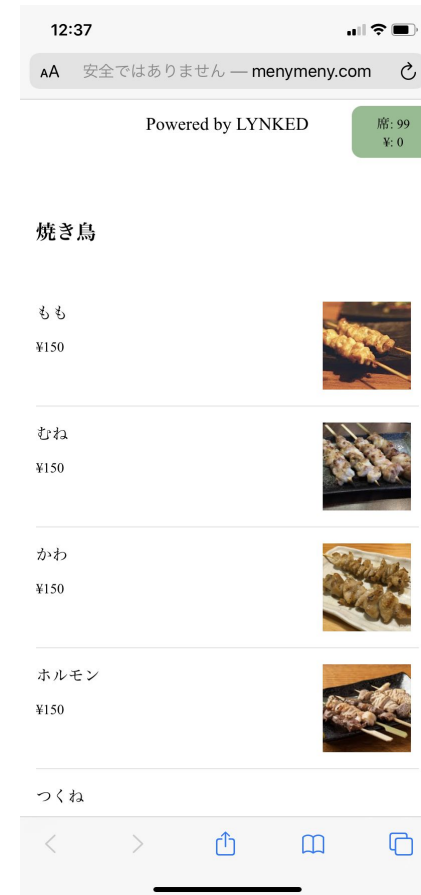 12:37
AA 安全ではありません — menymeny.com
Powered by LYNKED
席: 99
¥: 0
焼き鳥
もも
¥150
むね
¥150
かわ
¥150
ホルモン
¥150
つくね